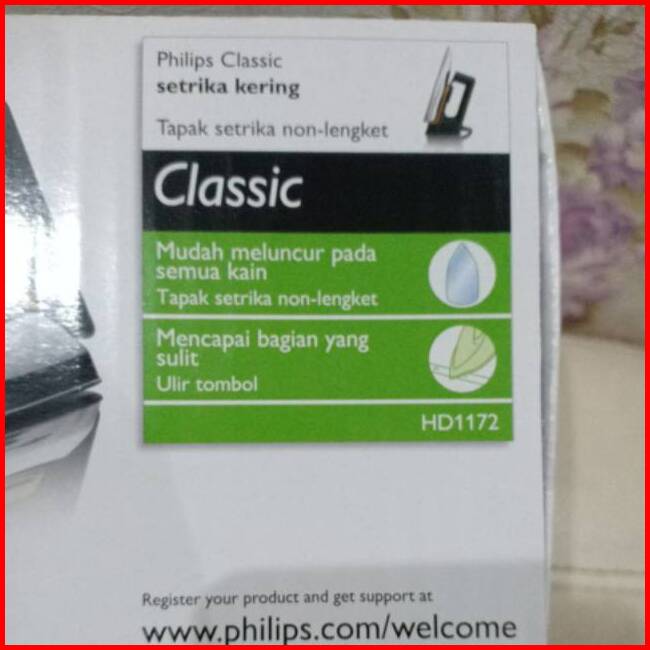 Philips Classic
setrika kering
Tapak setrika non-lengket
Classic
Mudah meluncur pada
semua kain
Tapak setrika non-lengket
Mencapai bagian yang
sulit
Ulir tombol
HD1172
Register your product and get support at
www.philips.com/welcome